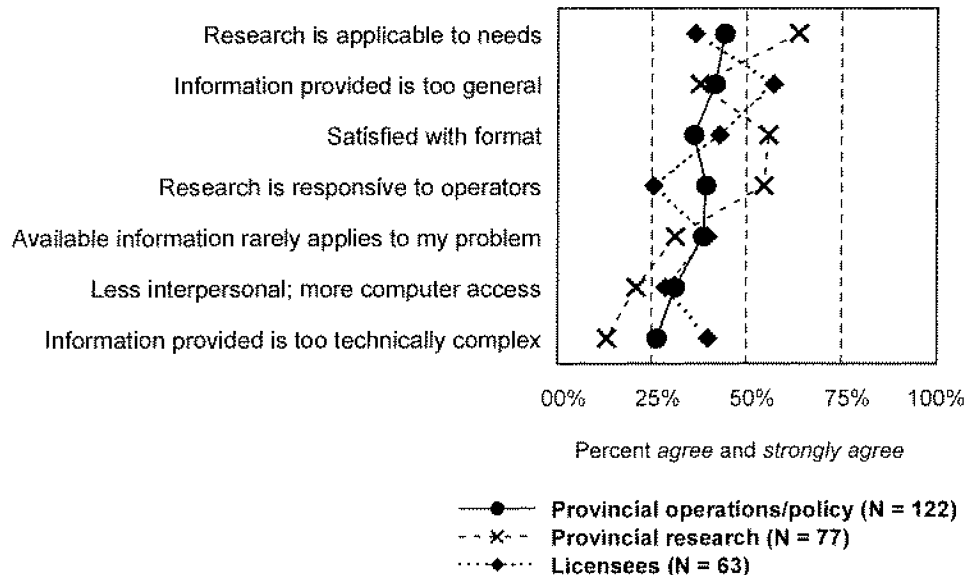 Research is applicable to needs
Information provided is too general
Satisfied with format
Research is responsive to operators
Available information rarely applies to my problem
Less interpersonal; more computer access
Information provided is too technically complex
00% 25% 50% 75% 100%
Percent agree and strongly agree
Provincial operations/policy (N = 122)
Provincial research (N = 77)
Licensees (N = 63)